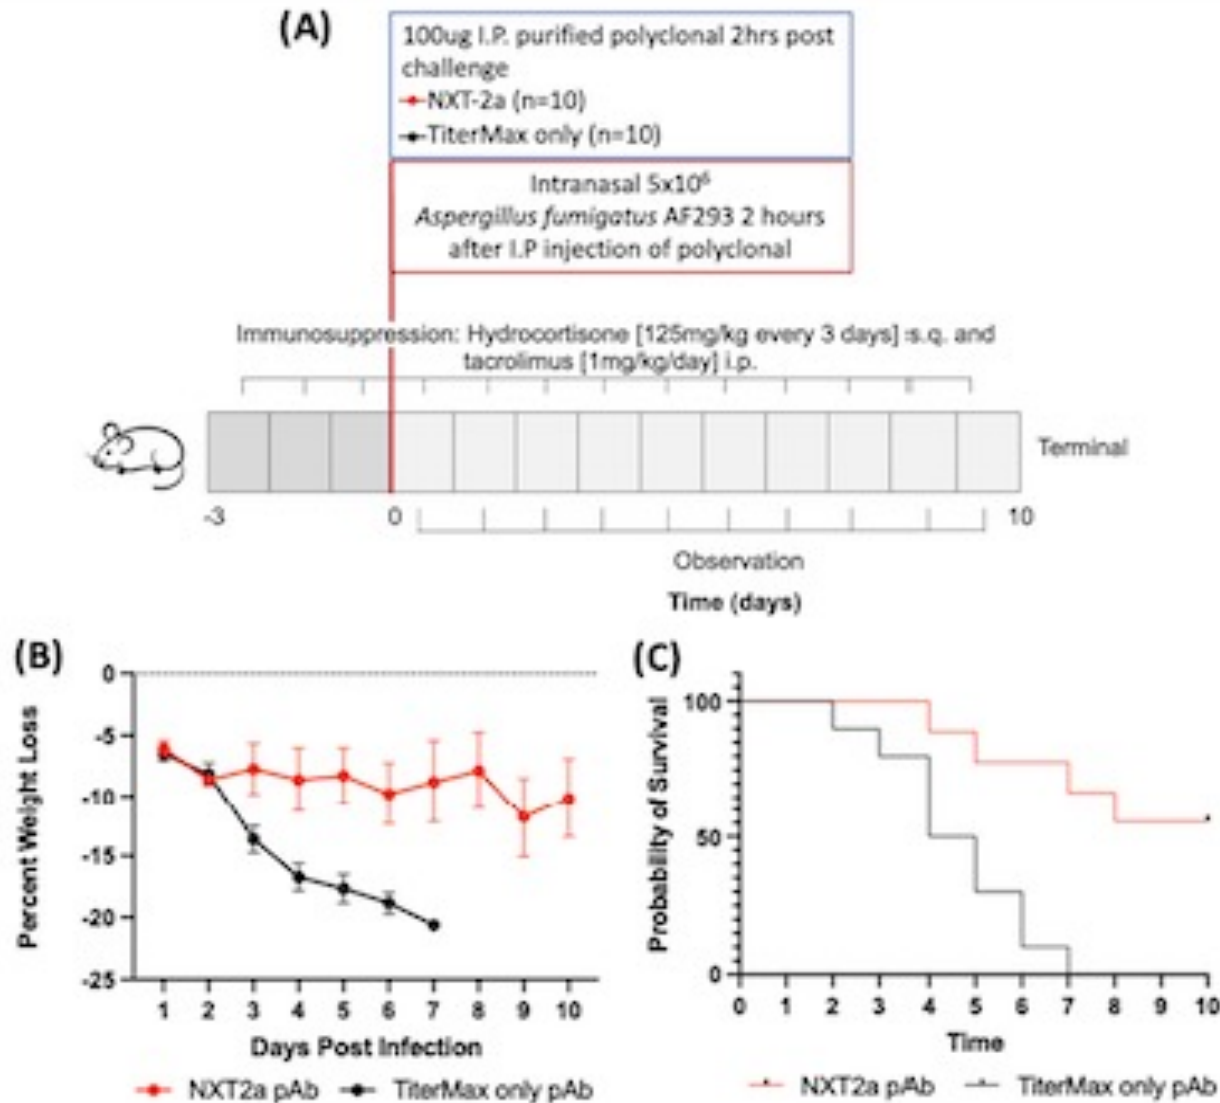 (A)
100ug I.P. purified polyclonal 2hrs post
challenge
NXT-2a (n=10)
TiterMax only (n=10)
Intranasal 5x10⁶
Aspergillus fumigatus AF293 2 hours
after I.P injection of polyclonal
Immunosuppression: Hydrocortisone [125mg/kg every 3 days] s.q. and
tacrolimus [1mg/kg/day] i.p.
Terminal
-3 0 10
Observation
Time (days)
(B)
0
-5
-10
-15
-20
-25
Percent Weight Loss
1 2 3 4 5 6 7 8 9 10
Days Post Infection
NXT2a pAb TiterMax only pAb
(C)
100
50
0
Probability of Survival
0 1 2 3 4 5 6 7 8 9 10
Time
NXT2a pAb TiterMax only pAb